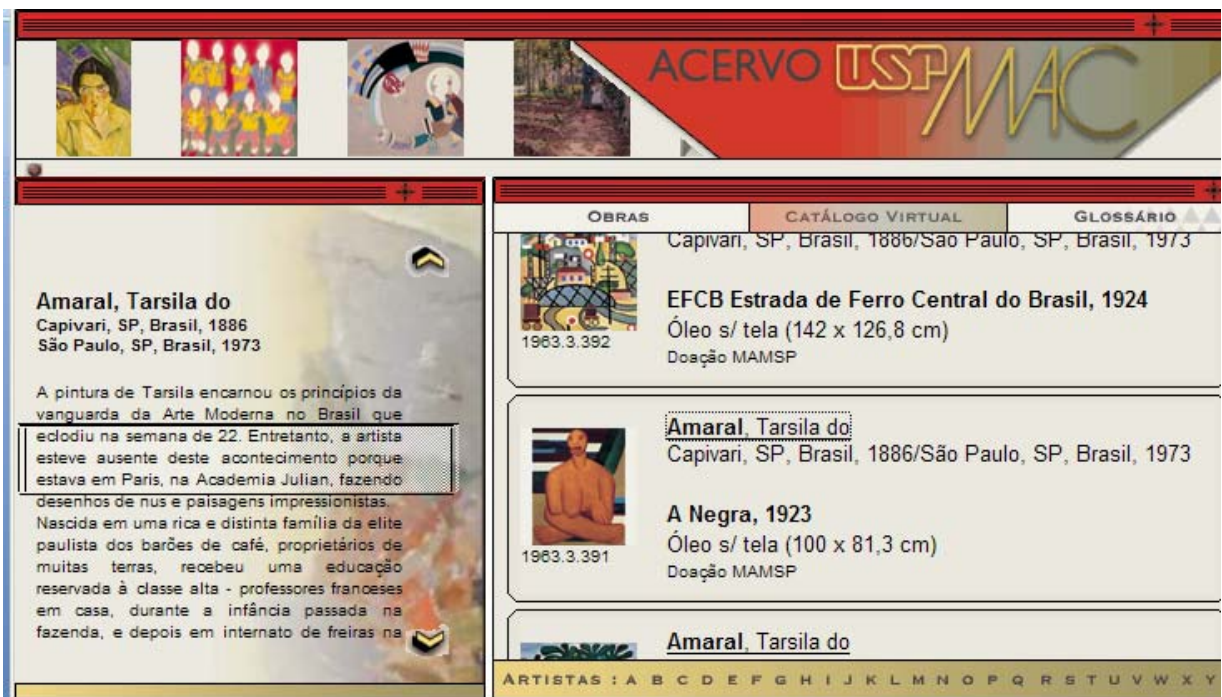 ACERVO USP MAC
Amaral, Tarsila do
Capivari, SP, Brasil, 1886
São Paulo, SP, Brasil, 1973
A pintura de Tarsila encarnou os princípios da
vanguarda da Arte Moderna no Brasil que
eclodiu na semana de 22. Entretanto, a artista
esteve ausente deste acontecimento porque
estava em Paris, na Academia Julian, fazendo
desenhos de nus e paisagens impressionistas.
Nascida em uma rica e distinta família da elite
paulista dos barões de café, proprietários de
muitas terras, recebeu uma educação
reservada à classe alta - professores franceses
em casa, durante a infância passada na
fazenda, e depois em internato de freiras na
OBRAS
CATÁLOGO VIRTUAL
GLOSSÁRIO
Capivari, SP, Brasil, 1886/São Paulo, SP, Brasil, 1973
EFCB Estrada de Ferro Central do Brasil, 1924
Óleo s/ tela (142 x 126,8 cm)
Doação MAMSP
1963.3.392
Amaral, Tarsila do
Capivari, SP, Brasil, 1886/São Paulo, SP, Brasil, 1973
A Negra, 1923
Óleo s/ tela (100 x 81,3 cm)
Doação MAMSP
1963.3.391
Amaral, Tarsila do
ARTISTAS : A B C D E F G H I J K L M N O P Q R S T U V W X Y